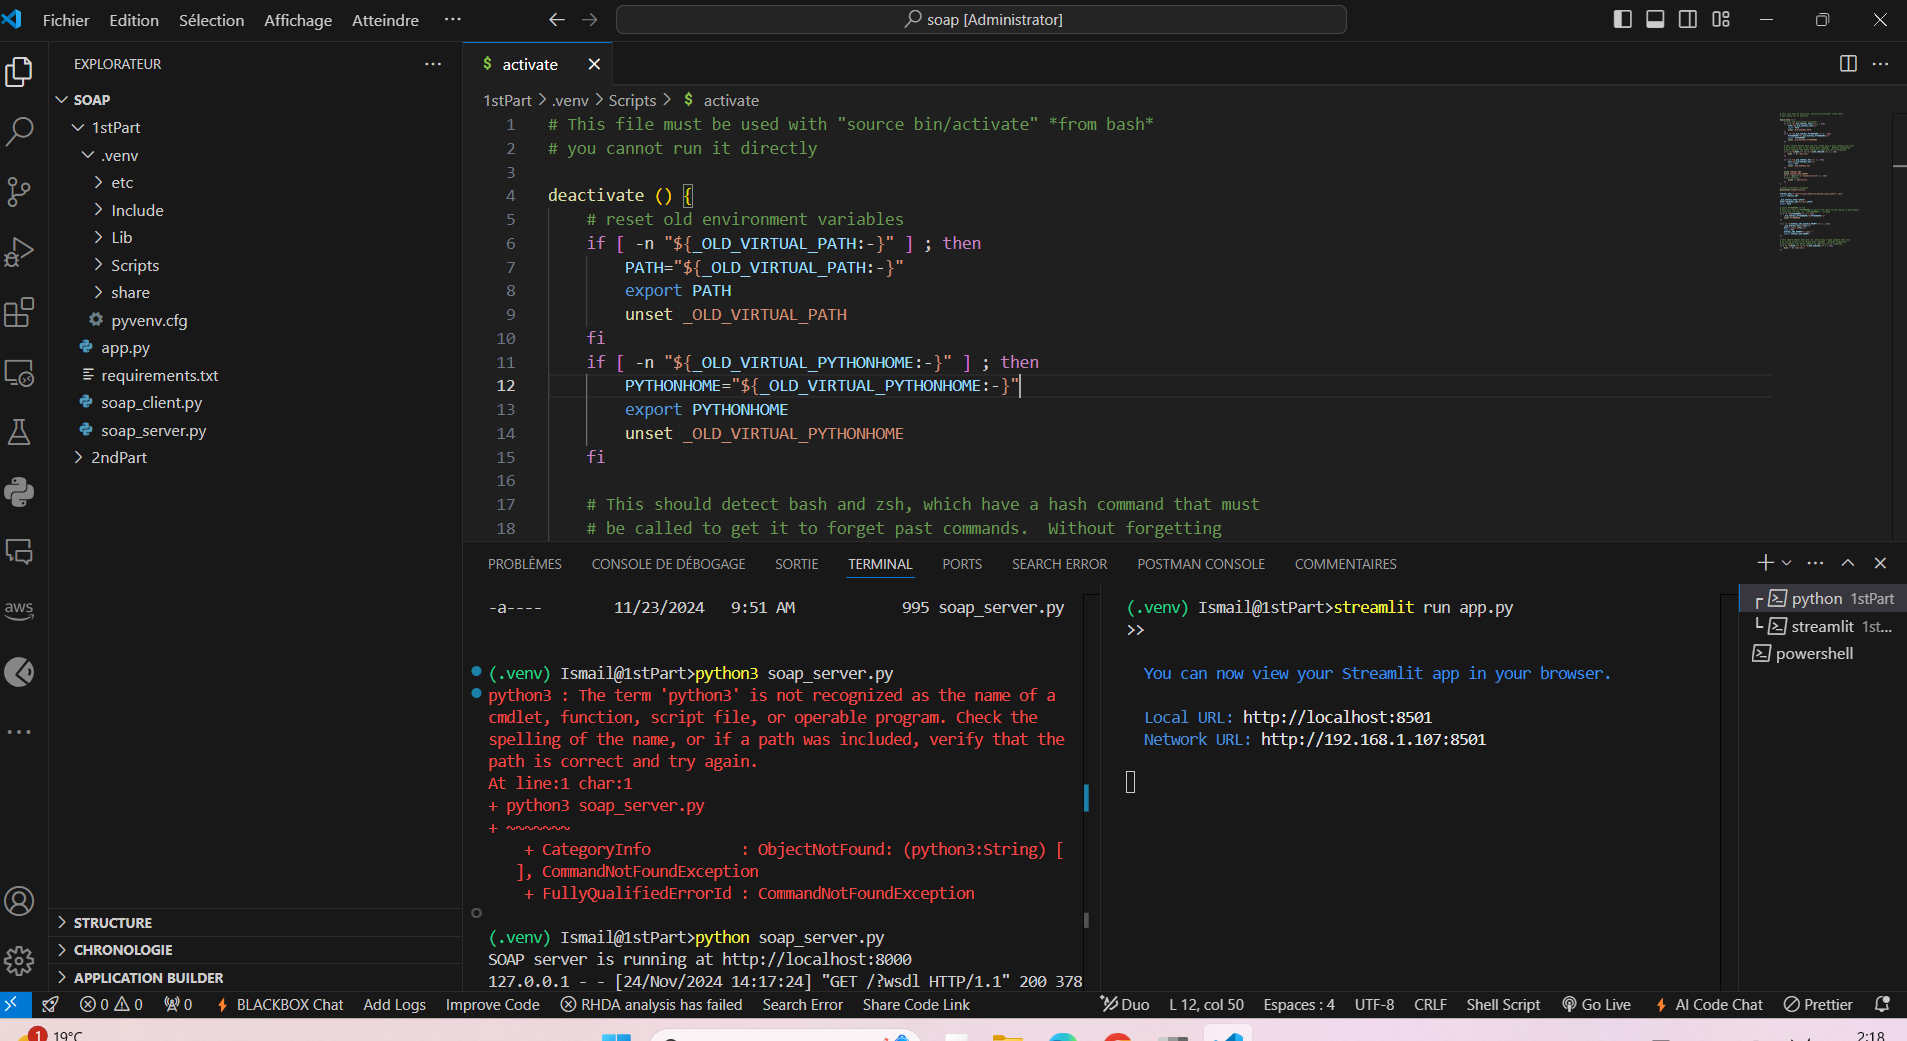 Fichier Edition Sélection Affichage Atteindre ···
soap [Administrator]
EXPLORATEUR
SOAP
1stPart
.venv
etc
Include
Lib
Scripts
share
pyvenv.cfg
app.py
requirements.txt
soap_client.py
soap_server.py
2ndPart
STRUCTURE
CHRONOLOGIE
APPLICATION BUILDER
aws
$ activate
1stPart > .venv > Scripts > $ activate
1 # This file must be used with "source bin/activate" *from bash*
2 # you cannot run it directly
3
4 deactivate () {
5 # reset old environment variables
6 if [ -n "${_OLD_VIRTUAL_PATH:-}" ] ; then
7 PATH="${_OLD_VIRTUAL_PATH:-}"
8 export PATH
9 unset _OLD_VIRTUAL_PATH
10 fi
11 if [ -n "${_OLD_VIRTUAL_PYTHONHOME:-}" ] ; then
12 PYTHONHOME="${_OLD_VIRTUAL_PYTHONHOME:-}"
13 export PYTHONHOME
14 unset _OLD_VIRTUAL_PYTHONHOME
15 fi
16
17 # This should detect bash and zsh, which have a hash command that must
18 # be called to get it to forget past commands.  Without forgetting
PROBLÈMES CONSOLE DE DÉBOGAGE SORTIE TERMINAL PORTS SEARCH ERROR POSTMAN CONSOLE COMMENTAIRES
-a---- 11/23/2024 9:51 AM 995 soap_server.py
(.venv) Ismail@1stPart>python3 soap_server.py
python3 : The term 'python3' is not recognized as the name of a
cmdlet, function, script file, or operable program. Check the
spelling of the name, or if a path was included, verify that the
path is correct and try again.
At line:1 char:1
+ python3 soap_server.py
+ ~~~~~~~
+ CategoryInfo : ObjectNotFound: (python3:String) [
], CommandNotFoundException
+ FullyQualifiedErrorId : CommandNotFoundException
(.venv) Ismail@1stPart>python soap_server.py
SOAP server is running at http://localhost:8000
127.0.0.1 - - [24/Nov/2024 14:17:24] "GET /?wsdl HTTP/1.1" 200 378
(.venv) Ismail@1stPart>streamlit run app.py
>>
You can now view your Streamlit app in your browser.
Local URL: http://localhost:8501
Network URL: http://192.168.1.107:8501
python 1stPart
streamlit 1st...
powershell
0 0 0 BLACKBOX Chat Add Logs Improve Code RHDA analysis has failed Search Error Share Code Link Duo L 12, col 50 Espaces : 4 UTF-8 CRLF Shell Script Go Live AI Code Chat Prettier
1 19°C
2:18